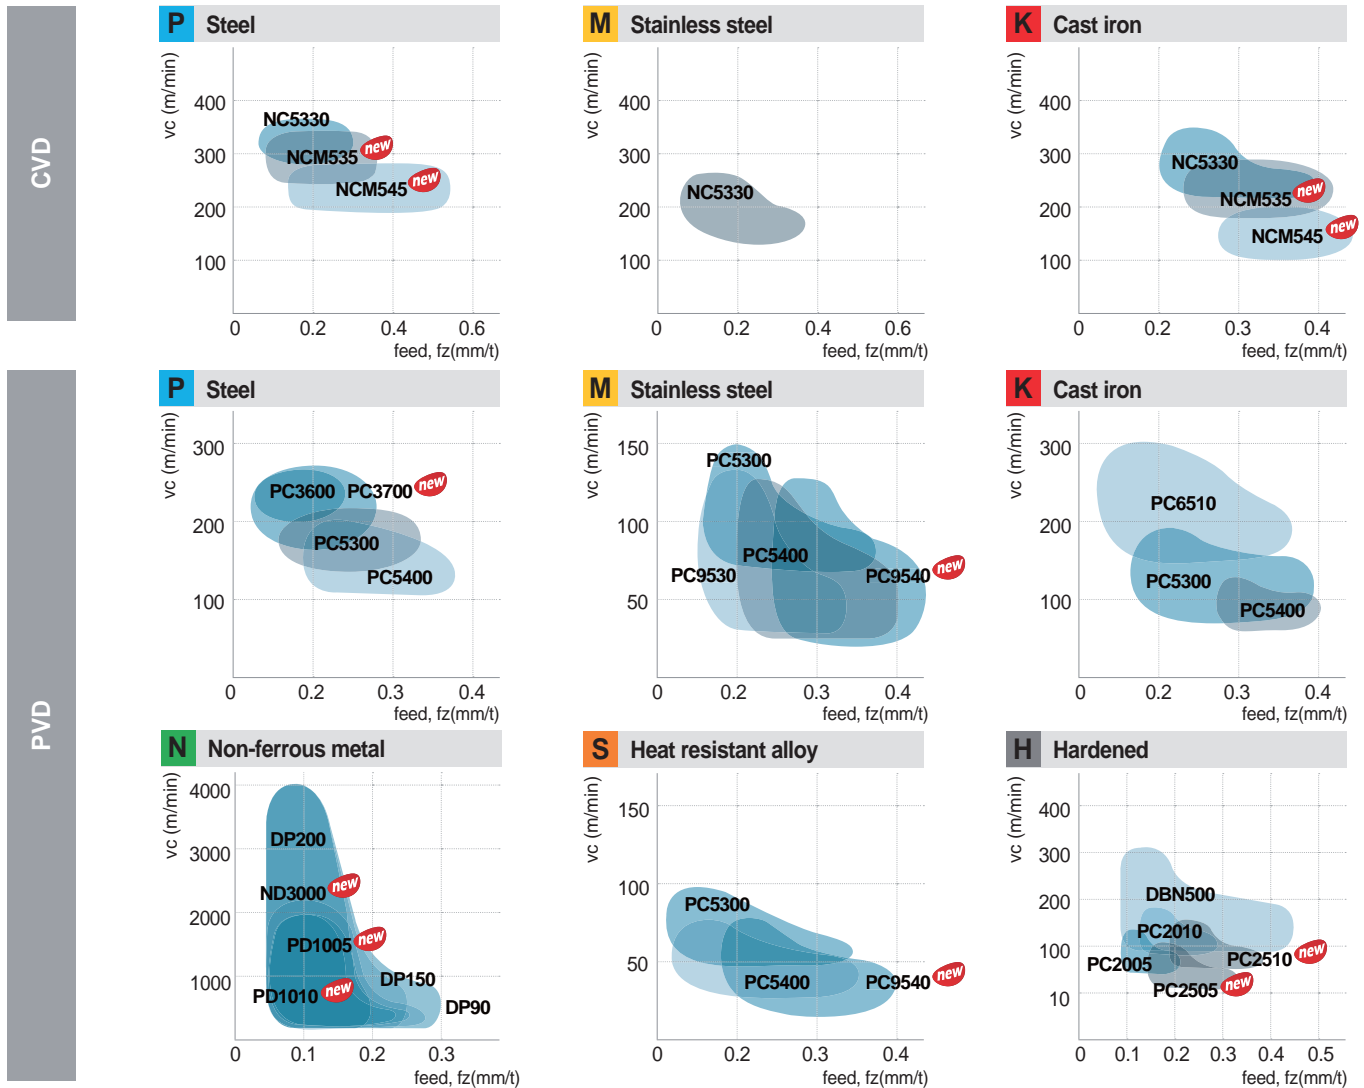 CVD
P Steel
vc (m/min)
400
300
200
100
NC5330
NCM535 new
NCM545 new
0 0.2 0.4 0.6
feed, fz(mm/t)
M Stainless steel
vc (m/min)
400
300
200
100
NC5330
0 0.2 0.4 0.6
feed, fz(mm/t)
K Cast iron
vc (m/min)
400
300
200
100
NC5330
NCM535 new
NCM545 new
0 0.2 0.3 0.4
feed, fz(mm/t)
PVD
P Steel
vc (m/min)
300
200
100
PC3600 PC3700 new
PC5300
PC5400
0 0.2 0.3 0.4
feed, fz(mm/t)
M Stainless steel
vc (m/min)
150
100
50
PC5300
PC5400
PC9530 PC9540 new
0 0.2 0.3 0.4
feed, fz(mm/t)
K Cast iron
vc (m/min)
300
200
100
PC6510
PC5300
PC5400
0 0.2 0.3 0.4
feed, fz(mm/t)
N Non-ferrous metal
vc (m/min)
4000
3000
2000
1000
DP200
ND3000 new
PD1005 new
DP150
PD1010 new
DP90
0 0.1 0.2 0.3
feed, fz(mm/t)
S Heat resistant alloy
vc (m/min)
150
100
50
PC5300
PC5400 PC9540 new
0 0.2 0.3 0.4
feed, fz(mm/t)
H Hardened
vc (m/min)
400
300
200
100
10
DBN500
PC2010
PC2005 PC2510 new
PC2505 new
0 0.1 0.2 0.3 0.4 0.5
feed, fz(mm/t)